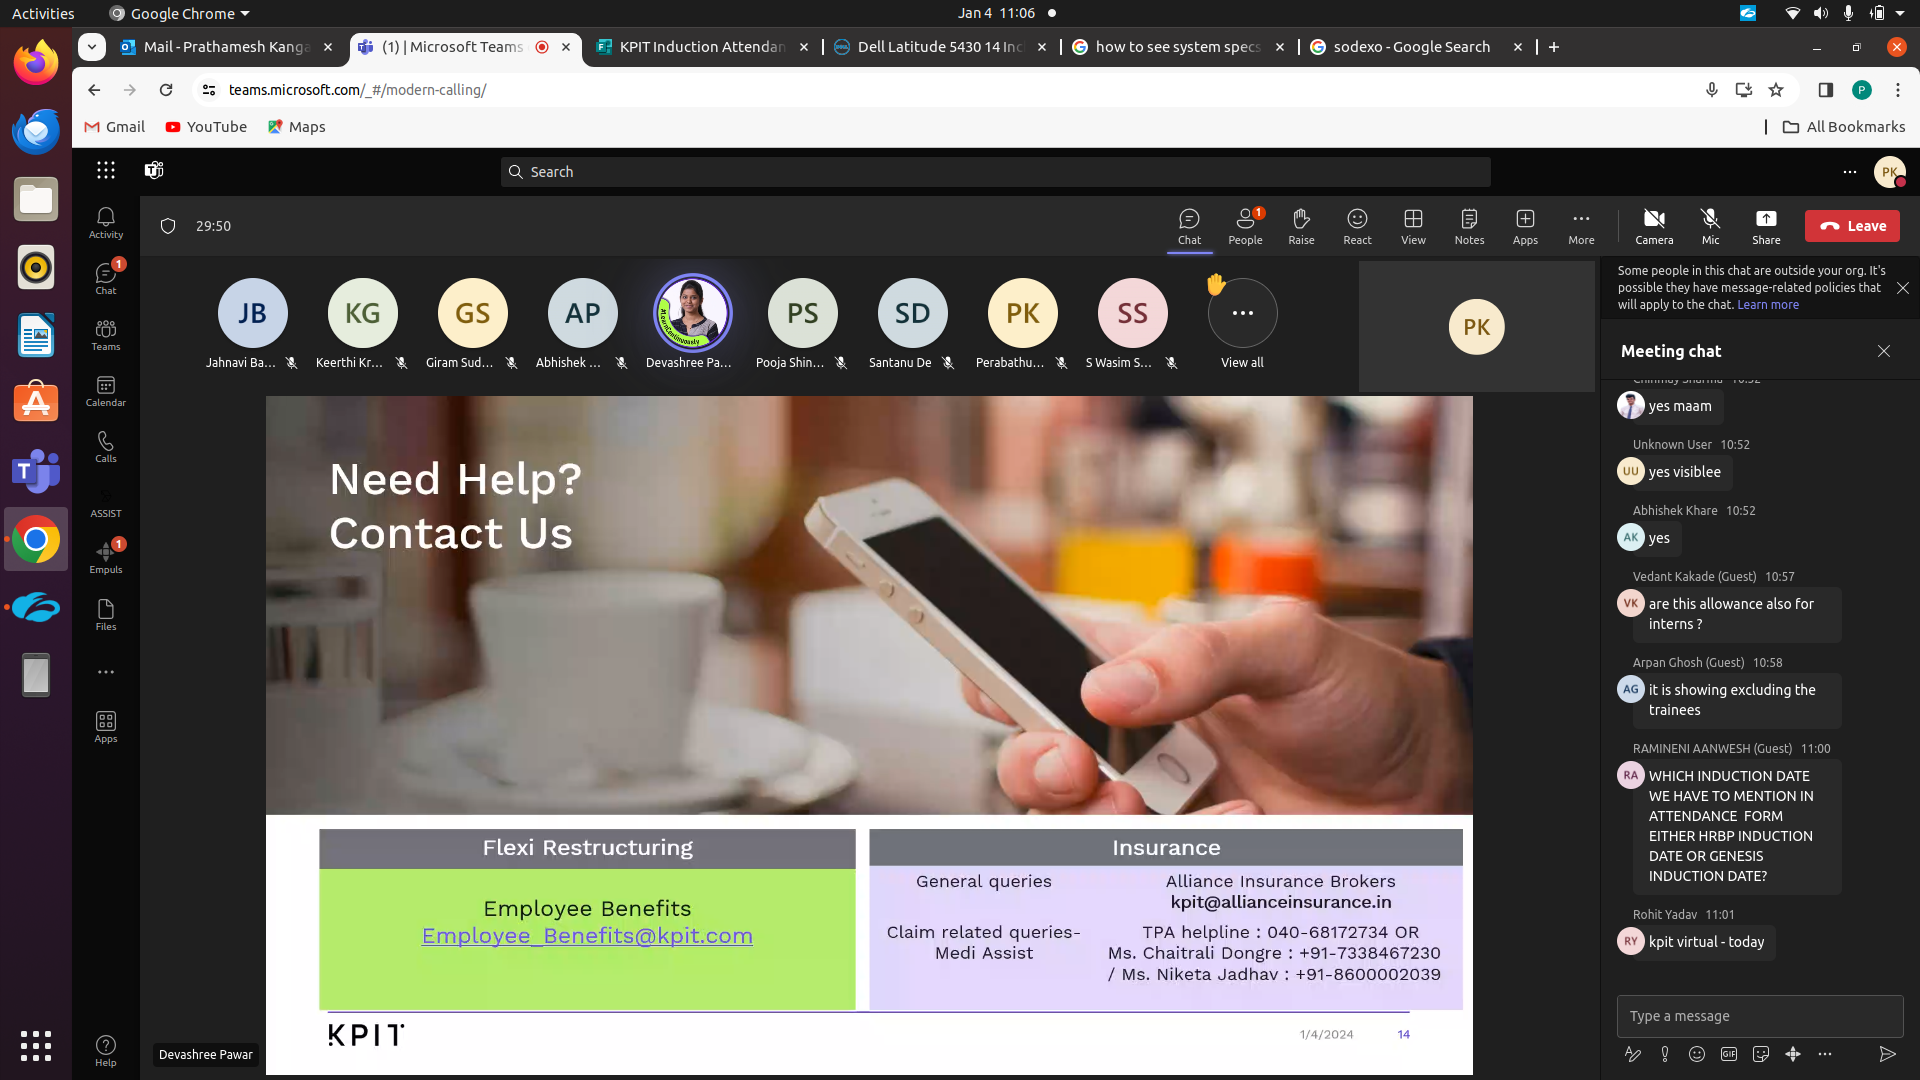 Activities
Google Chrome
Jan 4 11:06
Mail - Prathamesh Kanga
(1) | Microsoft Teams
KPIT Induction Attendan
Dell Latitude 5430 14 Inc
how to see system specs
sodexo - Google Search
teams.microsoft.com/_#/modern-calling/
P
Gmail
YouTube
Maps
All Bookmarks
Search
PK
29:50
Chat
1
People
Raise
React
View
Notes
Apps
More
Camera
Mic
Share
Leave
Activity
1
Chat
Teams
Calendar
Calls
ASSIST
1
Empuls
Files
Apps
Help
JB
KG
GS
AP
PS
SD
PK
SS
Jahnavi Ba...
Keerthi Kr...
Giram Sud...
Abhishek ...
Devashree Pa...
Pooja Shin...
Santanu De
Perabathu...
S Wasim S...
View all
PK
Need Help?
Contact Us
Flexi Restructuring
Employee Benefits
Employee_Benefits@kpit.com
Insurance
General queries
Alliance Insurance Brokers
kpit@allianceinsurance.in
Claim related queries-
Medi Assist
TPA helpline : 040-68172734 OR
Ms. Chaitrali Dongre : +91-7338467230
/ Ms. Niketa Jadhav : +91-8600002039
KPIT
1/4/2024
14
Devashree Pawar
Some people in this chat are outside your org. It's
possible they have message-related policies that
will apply to the chat. Learn more
Meeting chat
Chinmay Sharma 10:52
yes maam
Unknown User 10:52
UU
yes visiblee
Abhishek Khare 10:52
AK
yes
Vedant Kakade (Guest) 10:57
VK
are this allowance also for
interns ?
Arpan Ghosh (Guest) 10:58
AG
it is showing excluding the
trainees
RAMINENI AANWESH (Guest) 11:00
RA
WHICH INDUCTION DATE
WE HAVE TO MENTION IN
ATTENDANCE FORM
EITHER HRBP INDUCTION
DATE OR GENESIS
INDUCTION DATE?
Rohit Yadav 11:01
RY
kpit virtual - today
Type a message
GIF